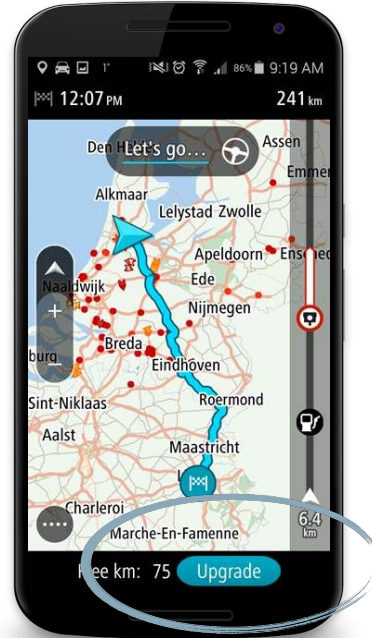 1° 86% 9:19 AM
12:07 PM 241 km
Let's go...
Assen
Alkmaar
Lelystad Zwolle
Apeldoorn
Ede
Nijmegen
Breda
Eindhoven
Sint-Niklaas
Roermond
Aalst
Maastricht
Charleroi
6.4
km
Marche-En-Famenne
Free km: 75 Upgrade